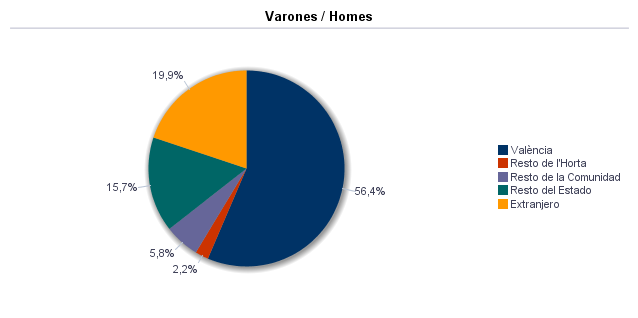 Varones / Homes
19,9%
15,7%
5,8%
2,2%
56,4%
València
Resto de l'Horta
Resto de la Comunidad
Resto del Estado
Extranjero